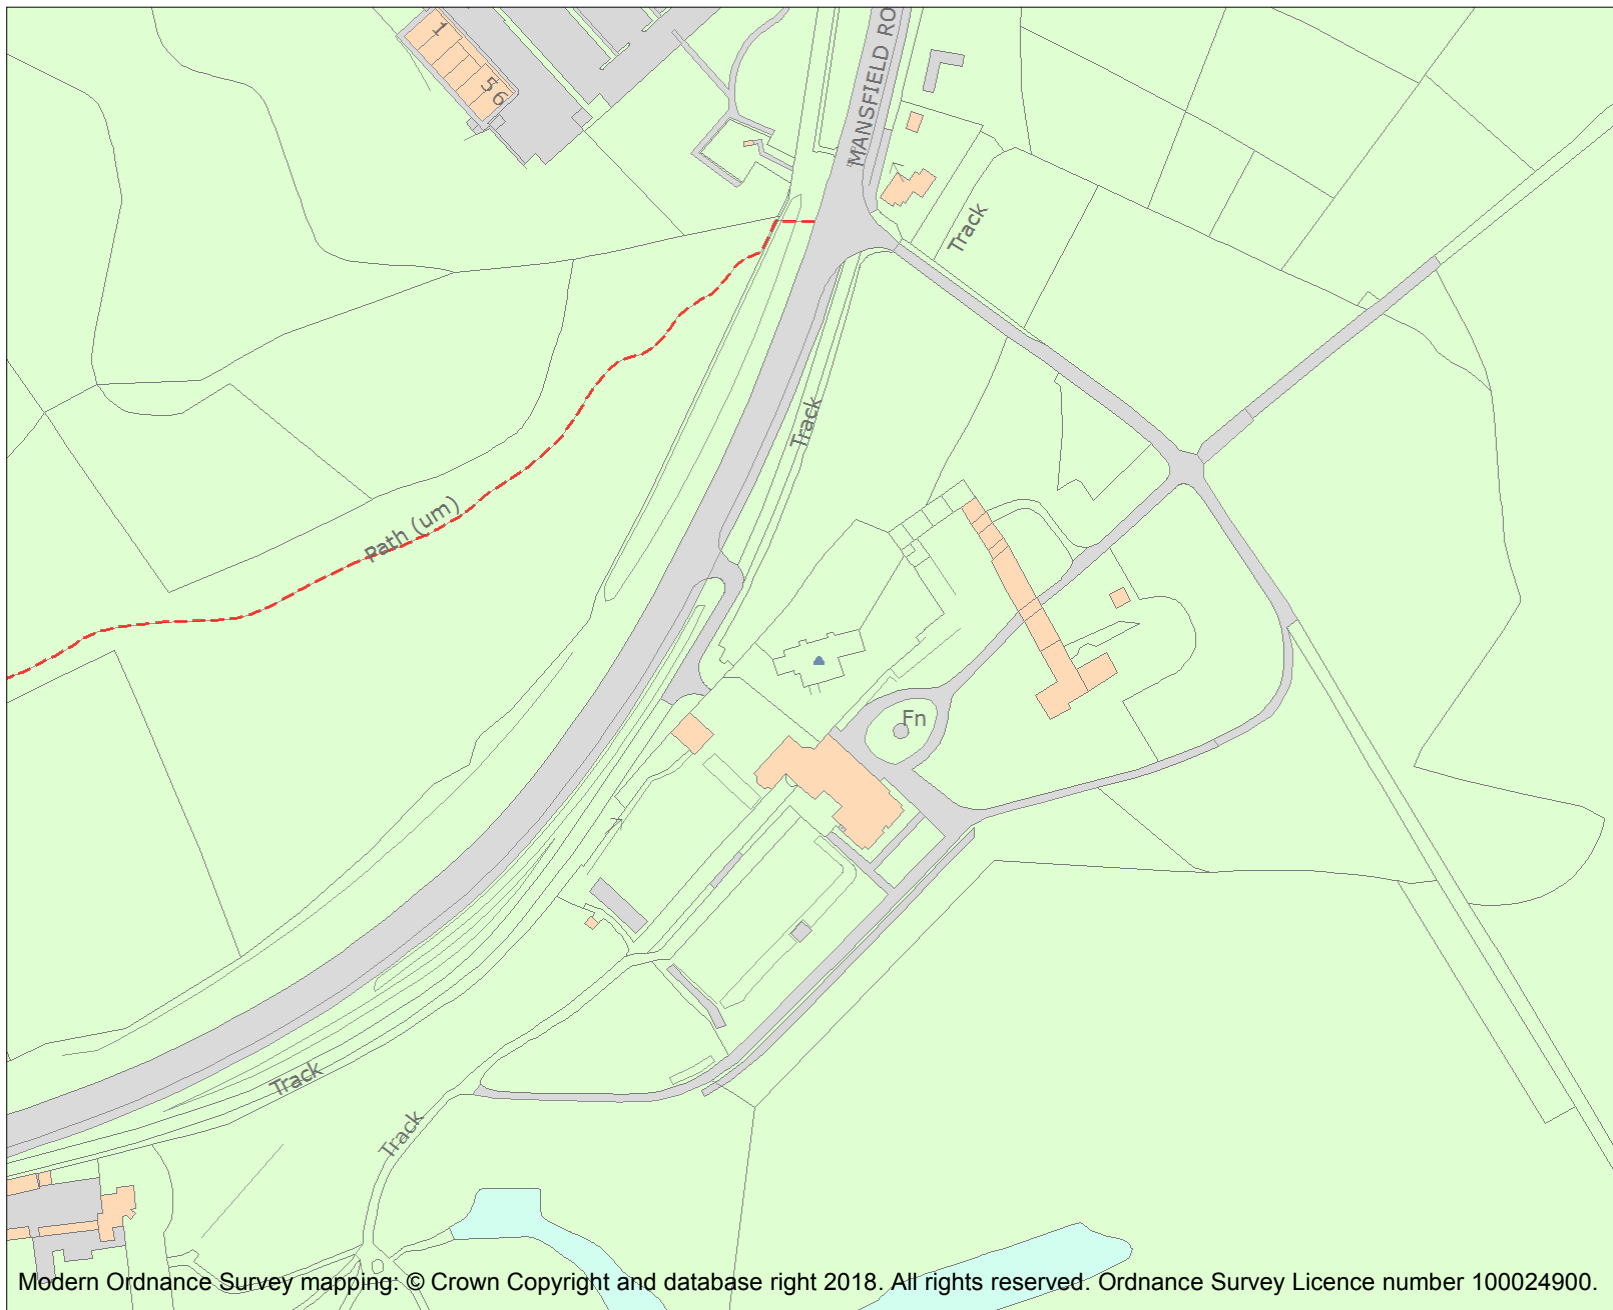 1
5 6
MANSFIELD RO
Track
Track
Path (um)
Fn
Track
Track
Modern Ordnance Survey mapping: © Crown Copyright and database right 2018. All rights reserved. Ordnance Survey Licence number 100024900.